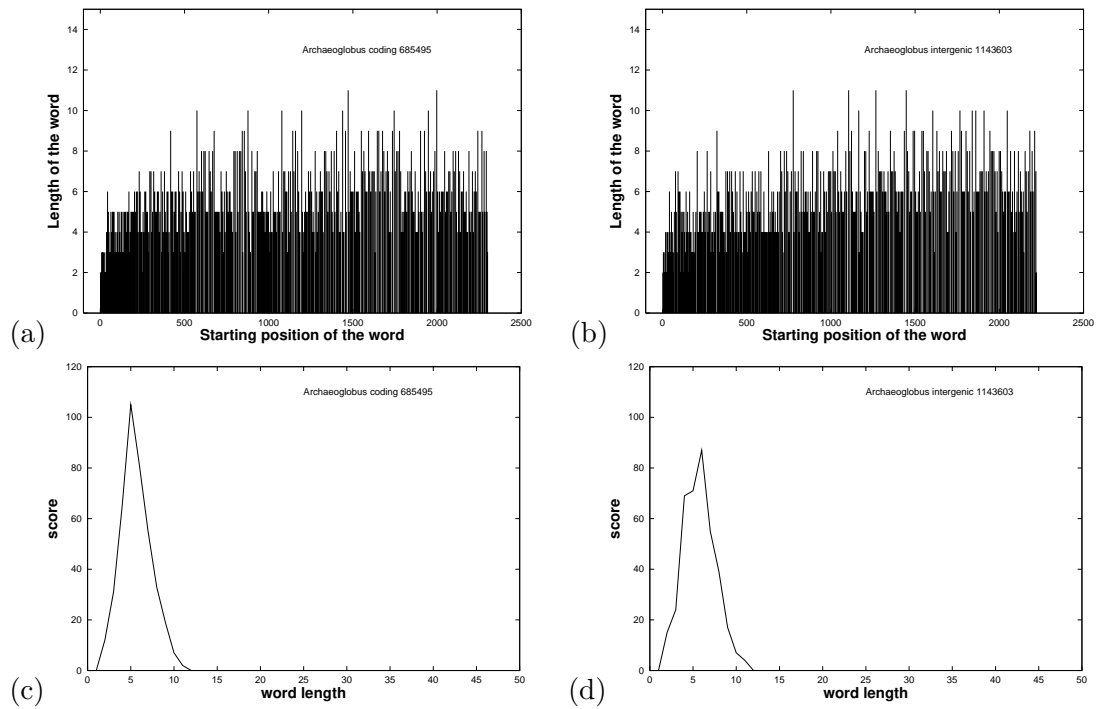 14
12
10
8
6
4
2
0
Length of the word
Archaeoglobus coding 685495
0 500 1000 1500 2000 2500
Starting position of the word
(a)
14
12
10
8
6
4
2
0
Length of the word
Archaeoglobus intergenic 1143603
0 500 1000 1500 2000 2500
Starting position of the word
(b)
120
100
80
60
40
20
0
score
Archaeoglobus coding 685495
0 5 10 15 20 25 30 35 40 45 50
word length
(c)
120
100
80
60
40
20
0
score
Archaeoglobus intergenic 1143603
0 5 10 15 20 25 30 35 40 45 50
word length
(d)